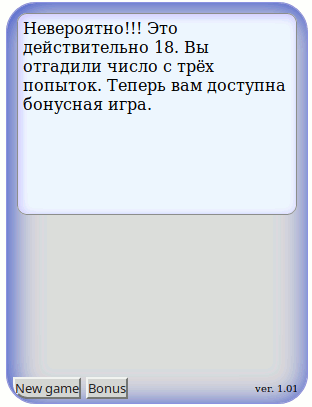 Невероятно!!! Это
действительно 18. Вы
отгадили число с трёх
попыток. Теперь вам доступна
бонусная игра.
New game Bonus ver. 1.01